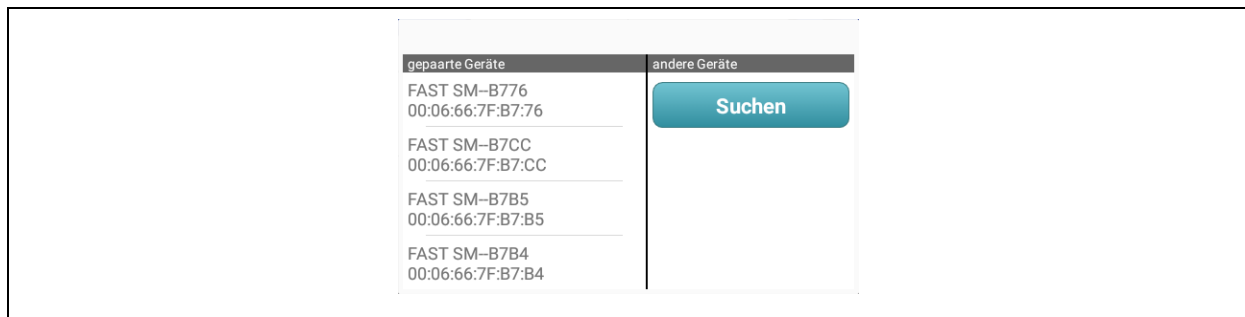 gepaarte Geräte
FAST SM--B776
00:06:66:7F:B7:76
FAST SM--B7CC
00:06:66:7F:B7:CC
FAST SM--B7B5
00:06:66:7F:B7:B5
FAST SM--B7B4
00:06:66:7F:B7:B4
andere Geräte
Suchen